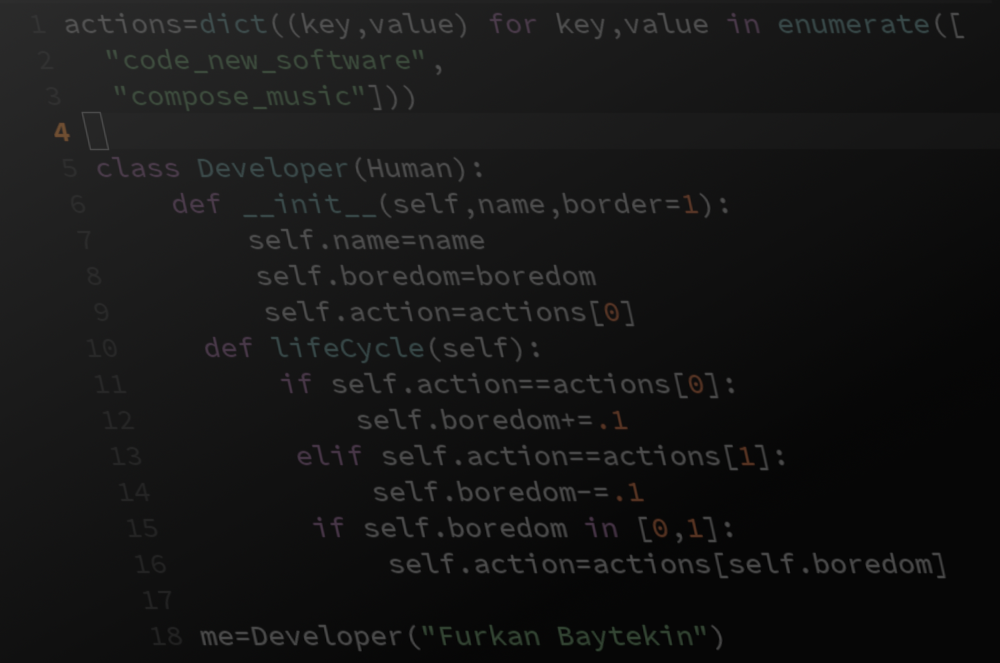 1 actions=dict((key,value) for key,value in enumerate([
2 "code_new_software",
3 "compose_music"]))
4
5 class Developer(Human):
6 def __init__(self,name,border=1):
7 self.name=name
8 self.boredom=boredom
9 self.action=actions[0]
10 def lifeCycle(self):
11 if self.action==actions[0]:
12 self.boredom+=.1
13 elif self.action==actions[1]:
14 self.boredom-=.1
15 if self.boredom in [0,1]:
16 self.action=actions[self.boredom]
17
18 me=Developer("Furkan Baytekin")